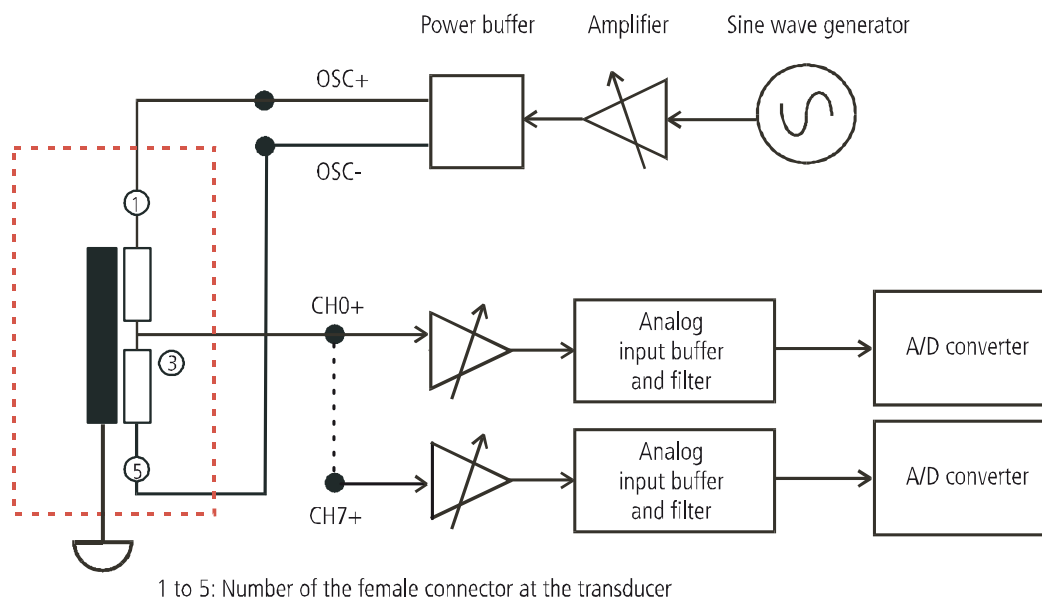 Power buffer Amplifier Sine wave generator
OSC+
OSC-
1
CH0+
3
Analog
input buffer
and filter
A/D converter
5
CH7+
Analog
input buffer
and filter
A/D converter
1 to 5: Number of the female connector at the transducer